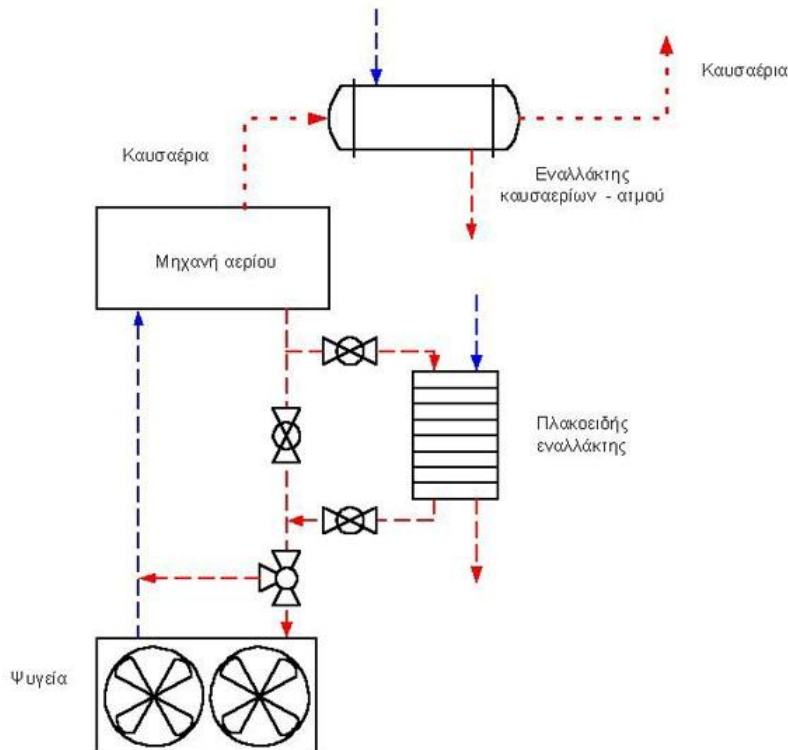 Καυσαέρια
Καυσαέρια
Εναλλάκτης
καυσαερίων - ατμού
Μηχανή αερίου
Πλακοειδής
εναλλάκτης
Ψυγεία